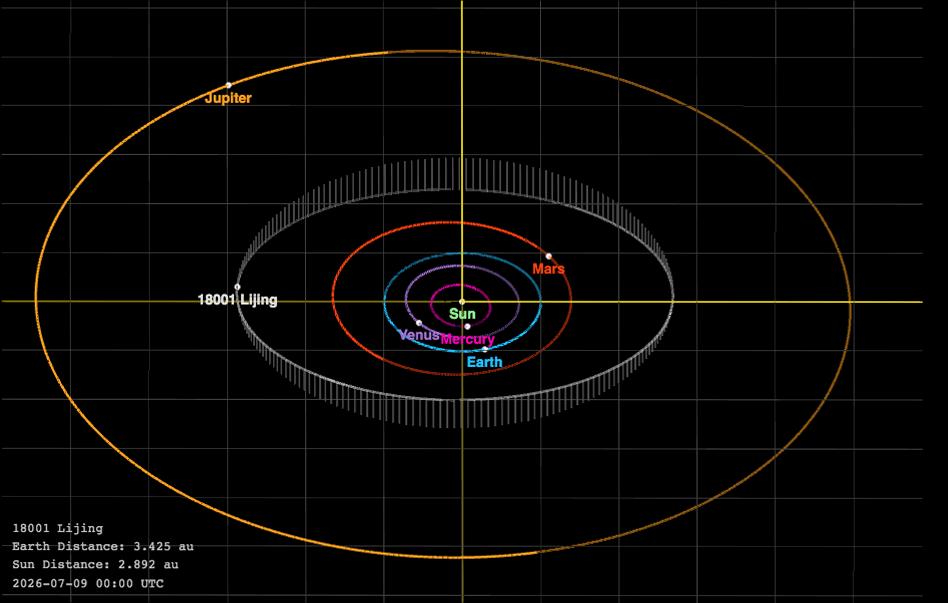 Jupiter
Mars
18001 Lijing
Sun
Venus
Mercury
Earth
18001 Lijing
Earth Distance: 3.425 au
Sun Distance: 2.892 au
2026-07-09 00:00 UTC